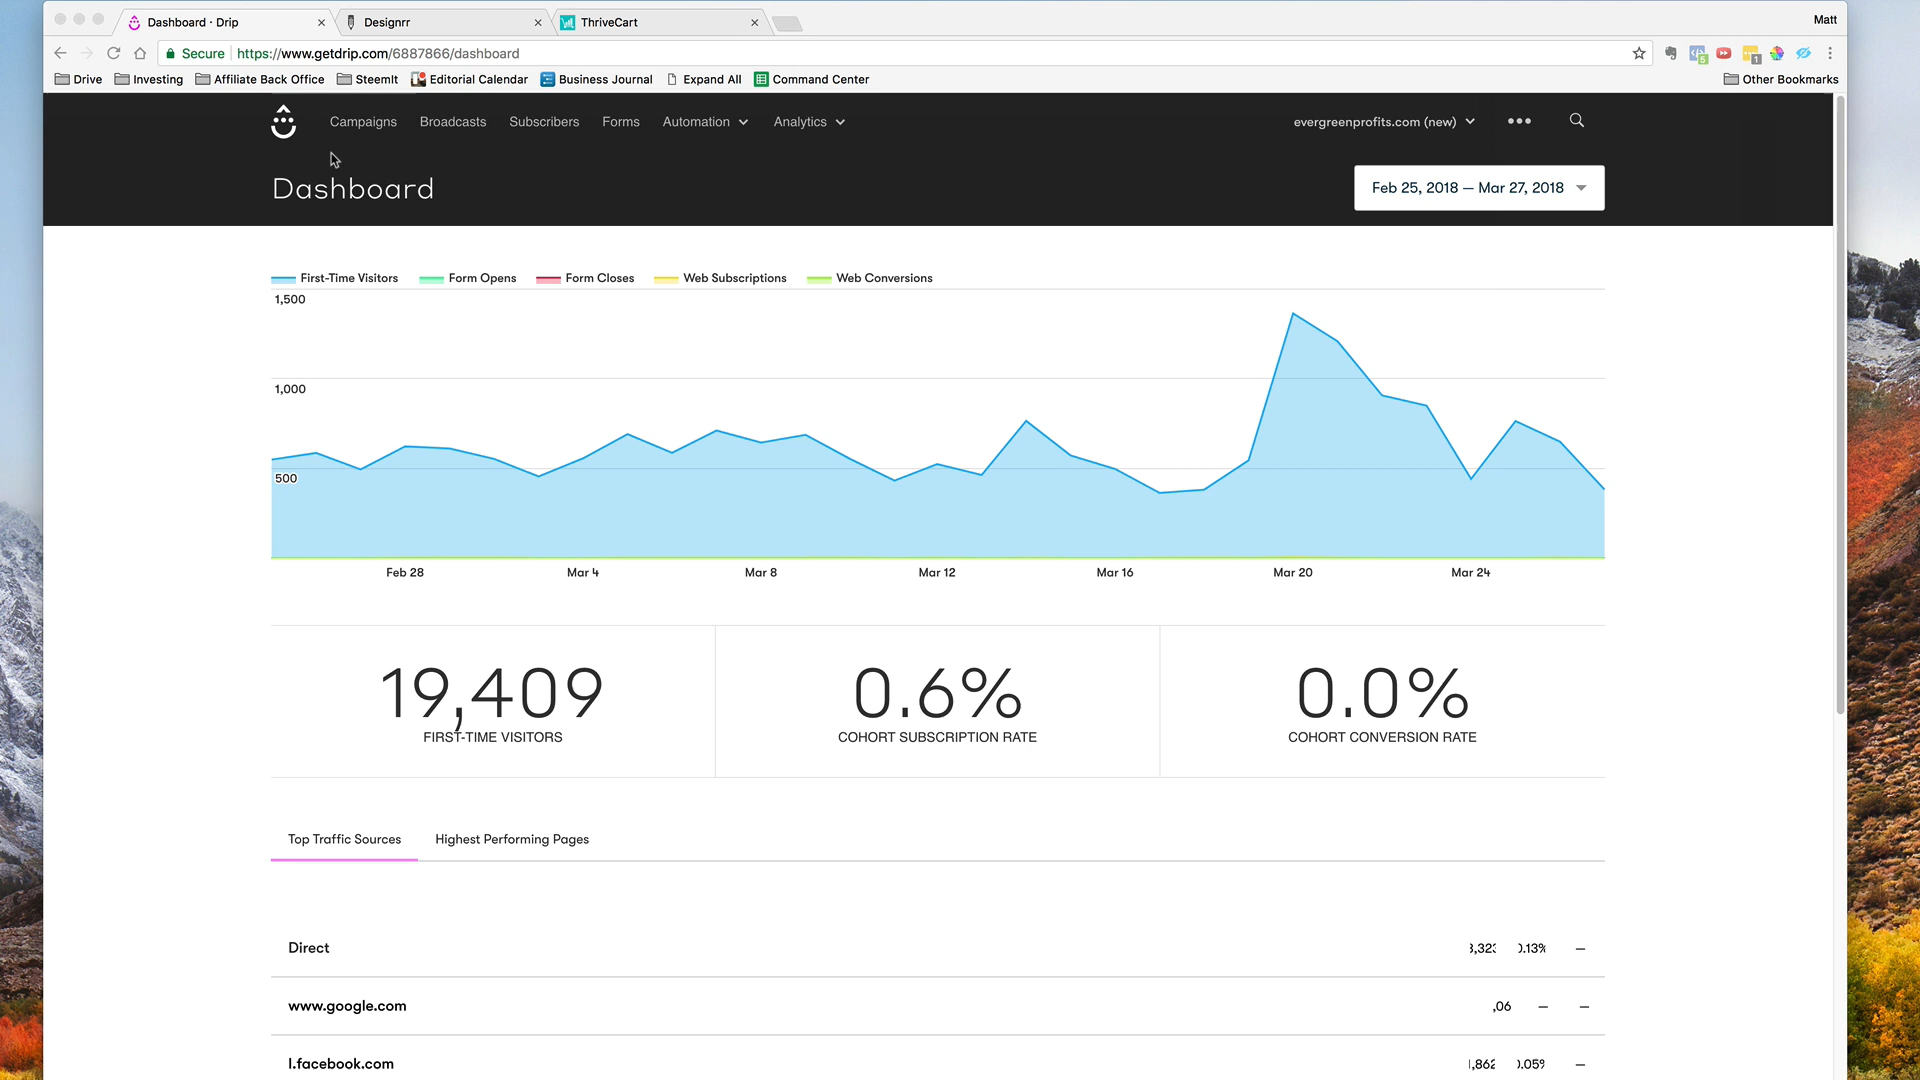 Dashboard · Drip
Designrr
ThriveCart
Matt
Secure
https://www.getdrip.com/6887866/dashboard
5
1
Drive
Investing
Affiliate Back Office
SteemIt
Editorial Calendar
Business Journal
Expand All
Command Center
Other Bookmarks
Campaigns
Broadcasts
Subscribers
Forms
Automation
Analytics
evergreenprofits.com (new)
Dashboard
Feb 25, 2018 — Mar 27, 2018
First-Time Visitors
Form Opens
Form Closes
Web Subscriptions
Web Conversions
1,500
1,000
500
Feb 28
Mar 4
Mar 8
Mar 12
Mar 16
Mar 20
Mar 24
19,409
0.6%
0.0%
FIRST-TIME VISITORS
COHORT SUBSCRIPTION RATE
COHORT CONVERSION RATE
Top Traffic Sources
Highest Performing Pages
Direct
—
www.google.com
— —
l.facebook.com
—